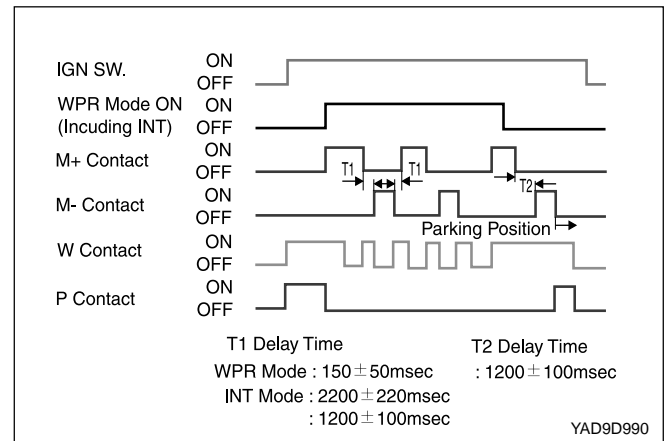 IGN SW.
ON
OFF
WPR Mode ON
(Incuding INT)
ON
OFF
M+ Contact
ON
OFF
T1
T1
T2
M- Contact
ON
OFF
Parking Position
W Contact
ON
OFF
P Contact
ON
OFF
T1 Delay Time
WPR Mode : 150±50msec
INT Mode : 2200±220msec
: 1200±100msec
T2 Delay Time
: 1200±100msec
YAD9D990